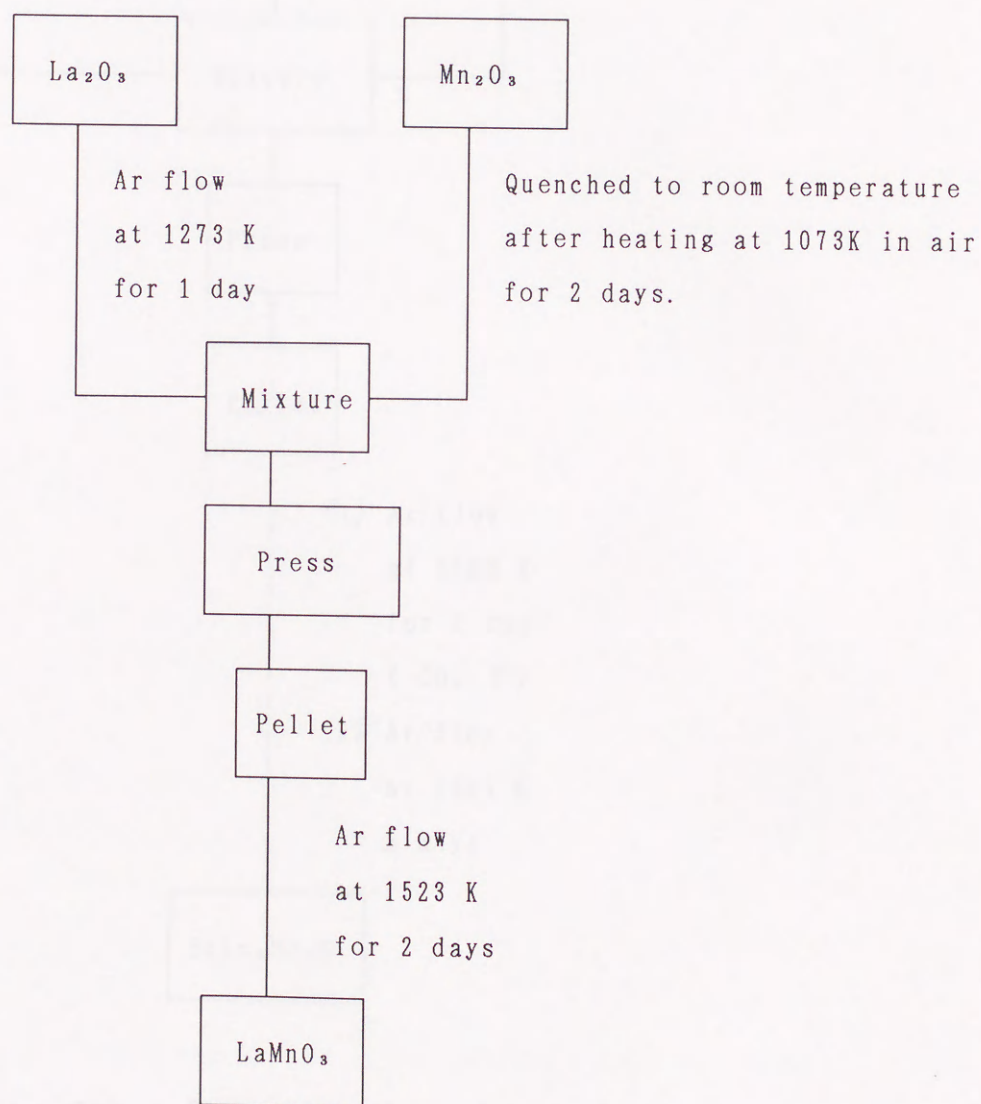 La₂O₃
Mn₂O₃
Ar flow
at 1273 K
for 1 day
Quenched to room temperature
after heating at 1073K in air
for 2 days.
Mixture
Press
Pellet
Ar flow
at 1523 K
for 2 days
LaMnO₃